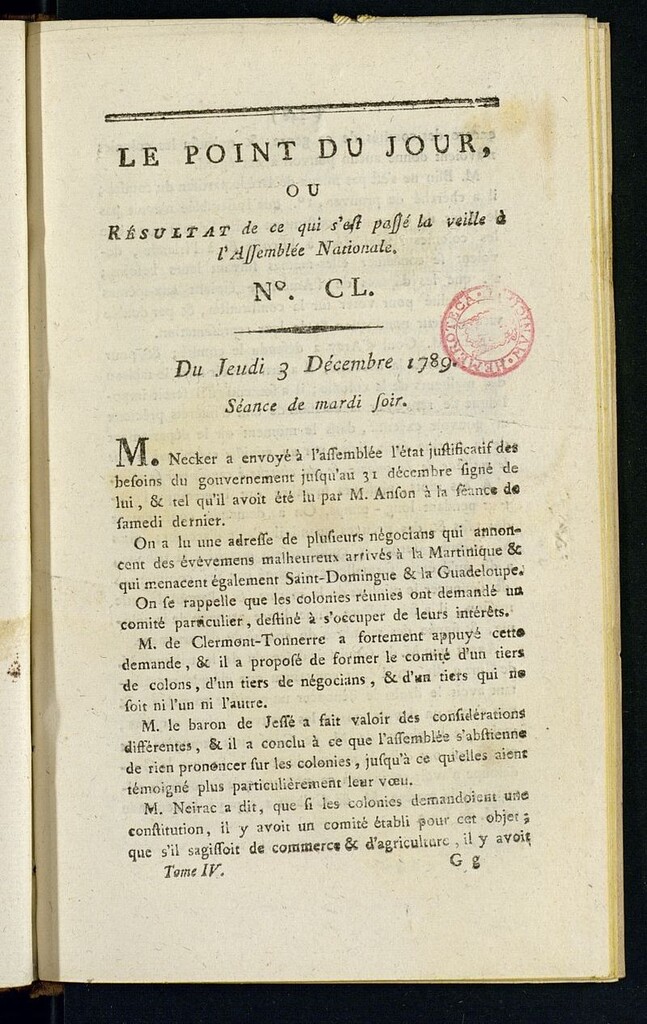 LE POINT DU JOUR,
OU
RÉSULTAT de ce qui s'eſt paſſé la veille à
l'Aſſemblée Nationale.
Nº. CL.
Du Jeudi 3 Décembre 1789.
Séance de mardi ſoir.
M. Necker a envoyé à l'aſſemblée l'état juſtificatif des
beſoins du gouvernement juſqu'au 31 décembre ſigné de
lui, & tel qu'il avoit été lu par M. Anſon à la ſéance de
ſamedi dernier.
On a lu une adreſſe de pluſieurs négocians qui annon-
cent des évèvemens malheureux arrivés à la Martinique &
qui menacent également Saint-Domingue & la Guadeloupe.
On ſe rappelle que les colonies réunies ont demandé un
comité particulier, deſtiné à s'occuper de leurs intérêts.
M. de Clermont-Tonnerre a fortement appuyé cette
demande, & il a propoſé de former le comité d'un tiers
de colons, d'un tiers de négocians, & d'un tiers qui ne
ſoit ni l'un ni l'autre.
M. le baron de Jeſſé a fait valoir des conſidérations
différentes, & il a conclu à ce que l'aſſemblée s'abſtienne
de rien prononcer ſur les colonies, juſqu'à ce qu'elles aient
témoigné plus particulièrement leur vœu.
M. Neirac a dit, que ſi les colonies demandoient une
conſtitution, il y avoit un comité établi pour cet objet;
que s'il sagiſſoit de commerce & d'agriculture, il y avoit
Tome IV. G g
HEMEROTECA